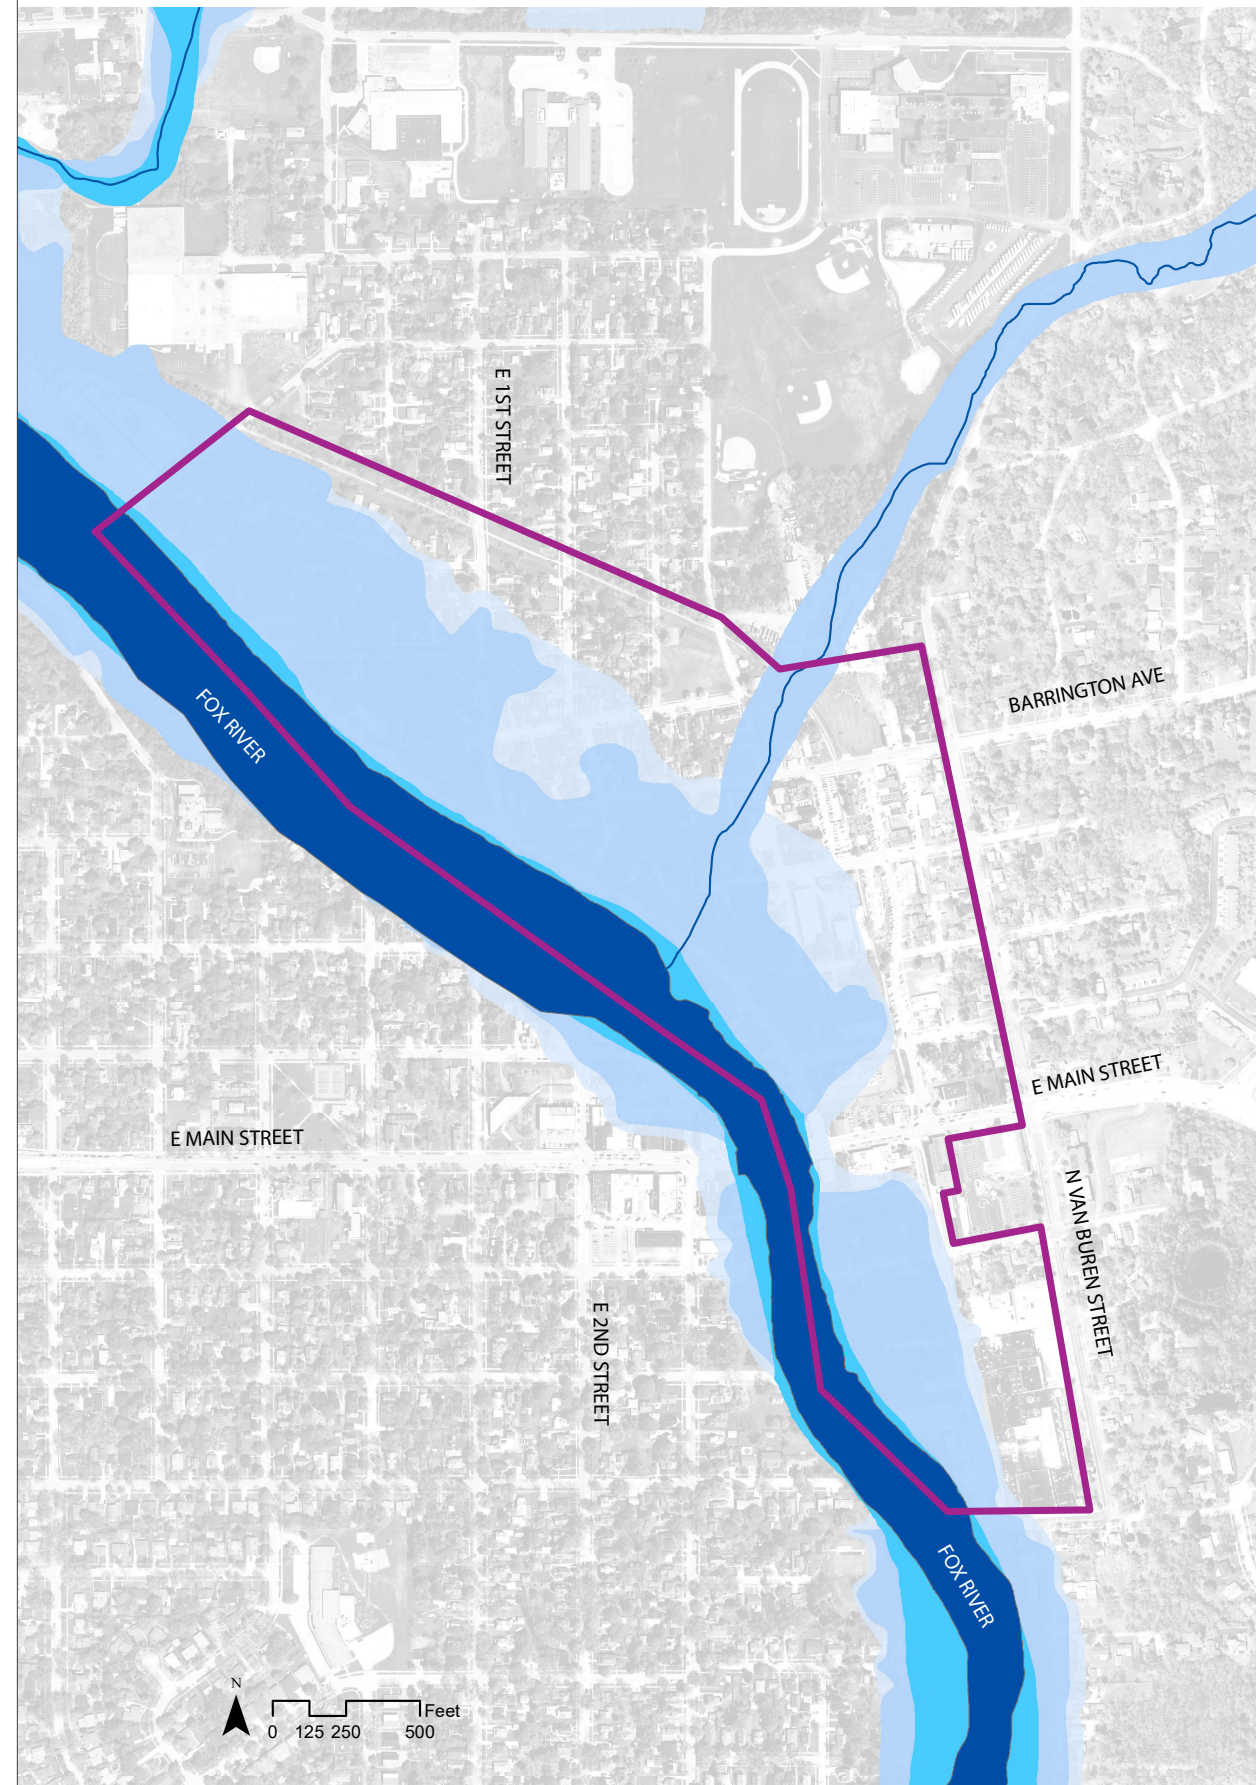 E 1ST STREET
BARRINGTON AVE
FOX RIVER
E MAIN STREET
E MAIN STREET
N VAN BUREN STREET
E 2ND STREET
FOX RIVER
N
Feet
0 125 250 500